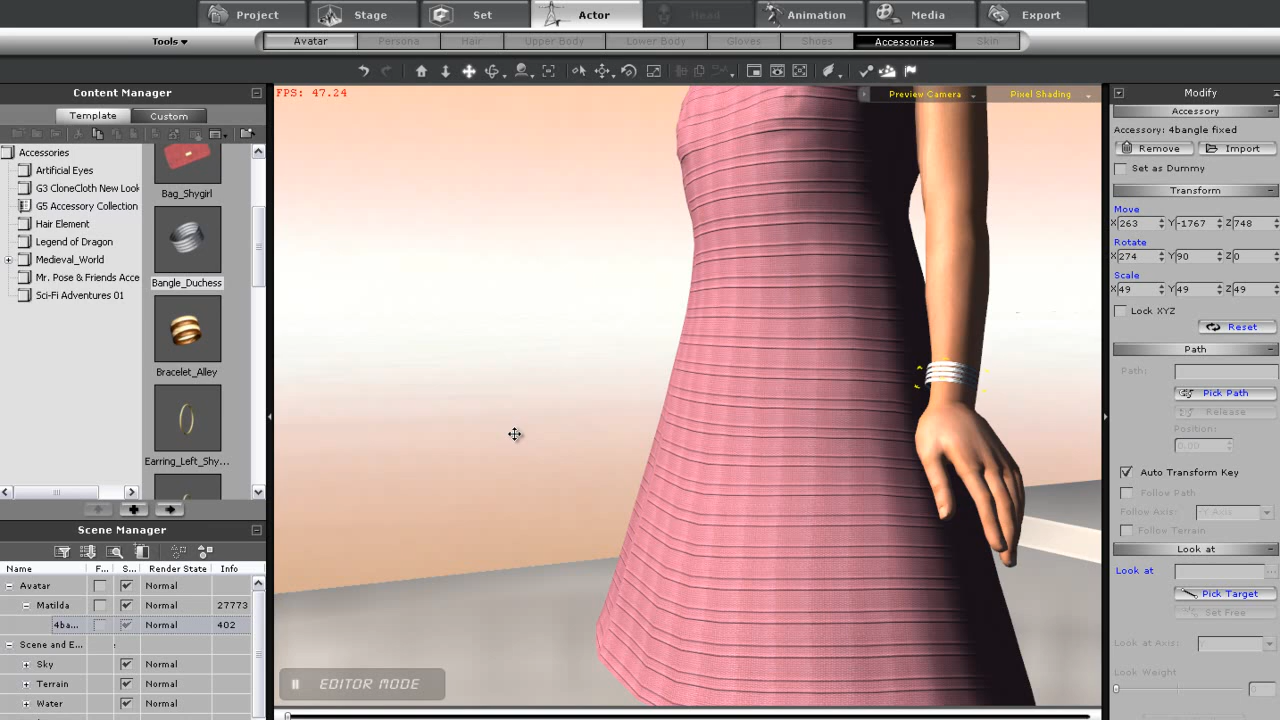 Project Stage Set Actor Head Animation Media Export
Tools Avatar Persona Hair Upper Body Lower Body Gloves Shoes Accessories Skin
Content Manager
Template Custom
Accessories
Artificial Eyes
G3 CloneCloth New Look
G5 Accessory Collection
Hair Element
Legend of Dragon
Medieval_World
Mr. Pose & Friends Acce
Sci-Fi Adventures 01
Bag_Shygirl
Bangle_Duchess
Bracelet_Alley
Earring_Left_Shy...
Scene Manager
Name F... S... Render State Info
Avatar Normal
Matilda Normal 27773
4ba... Normal 402
Scene and E...
Sky Normal
Terrain Normal
Water Normal
FPS: 47.24
Preview Camera Pixel Shading
EDITOR MODE
Modify
Accessory
Accessory: 4bangle fixed
Remove Import
Set as Dummy
Transform
Move
X 263 Y -1767 Z 748
Rotate
X 274 Y 90 Z 0
Scale
X 49 Y 49 Z 49
Lock XYZ
Reset
Path
Path:
Pick Path
Release
Position:
0.00
Auto Transform Key
Follow Path
Follow Axis: -Y Axis
Follow Terrain
Look at
Look at
Pick Target
Set Free
Look at Axis:
Look Weight